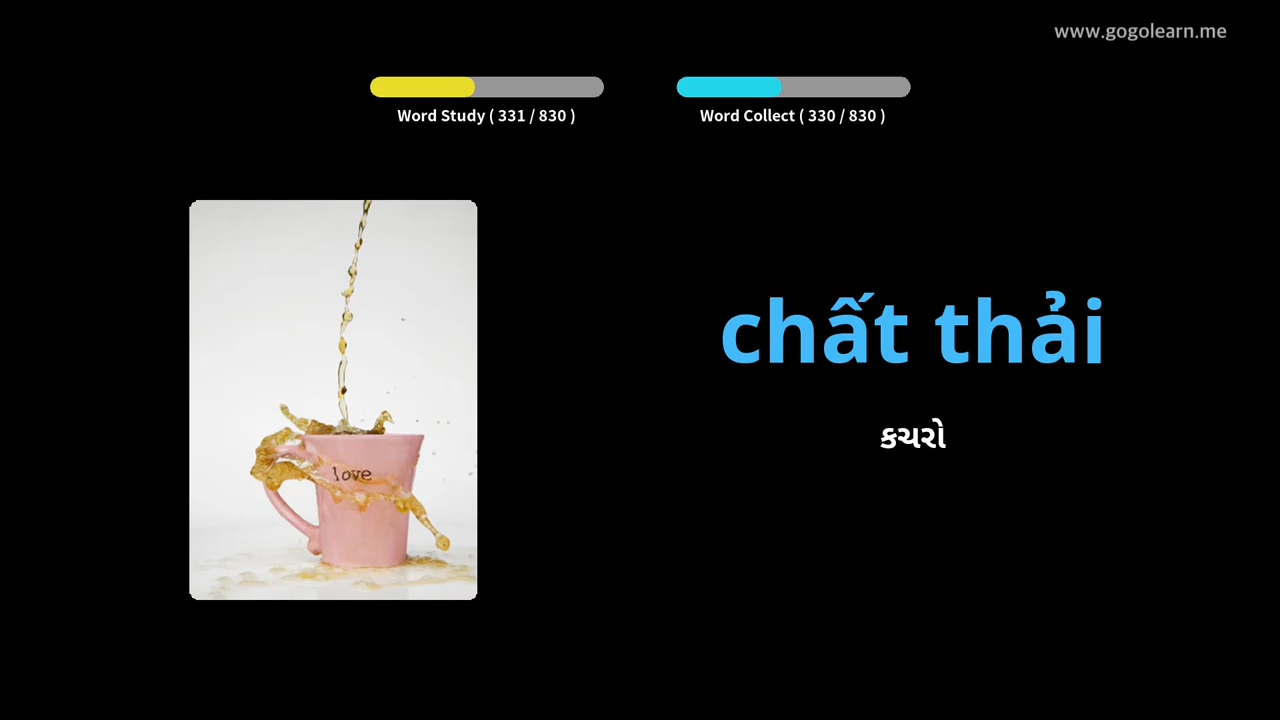 www.gogolearn.me
Word Study ( 331 / 830 )
Word Collect ( 330 / 830 )
love
chất thải
કચરો